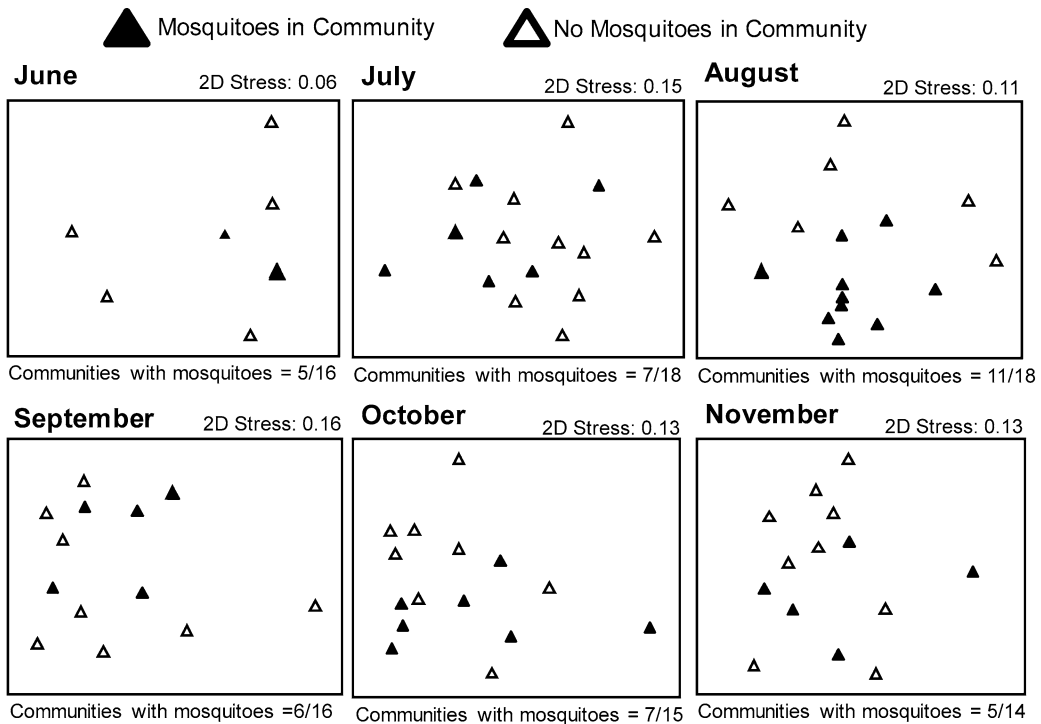 Mosquitoes in Community No Mosquitoes in Community
June 2D Stress: 0.06 July 2D Stress: 0.15 August 2D Stress: 0.11
Communities with mosquitoes = 5/16 Communities with mosquitoes = 7/18 Communities with mosquitoes = 11/18
September 2D Stress: 0.16 October 2D Stress: 0.13 November 2D Stress: 0.13
Communities with mosquitoes =6/16 Communities with mosquitoes = 7/15 Communities with mosquitoes = 5/14